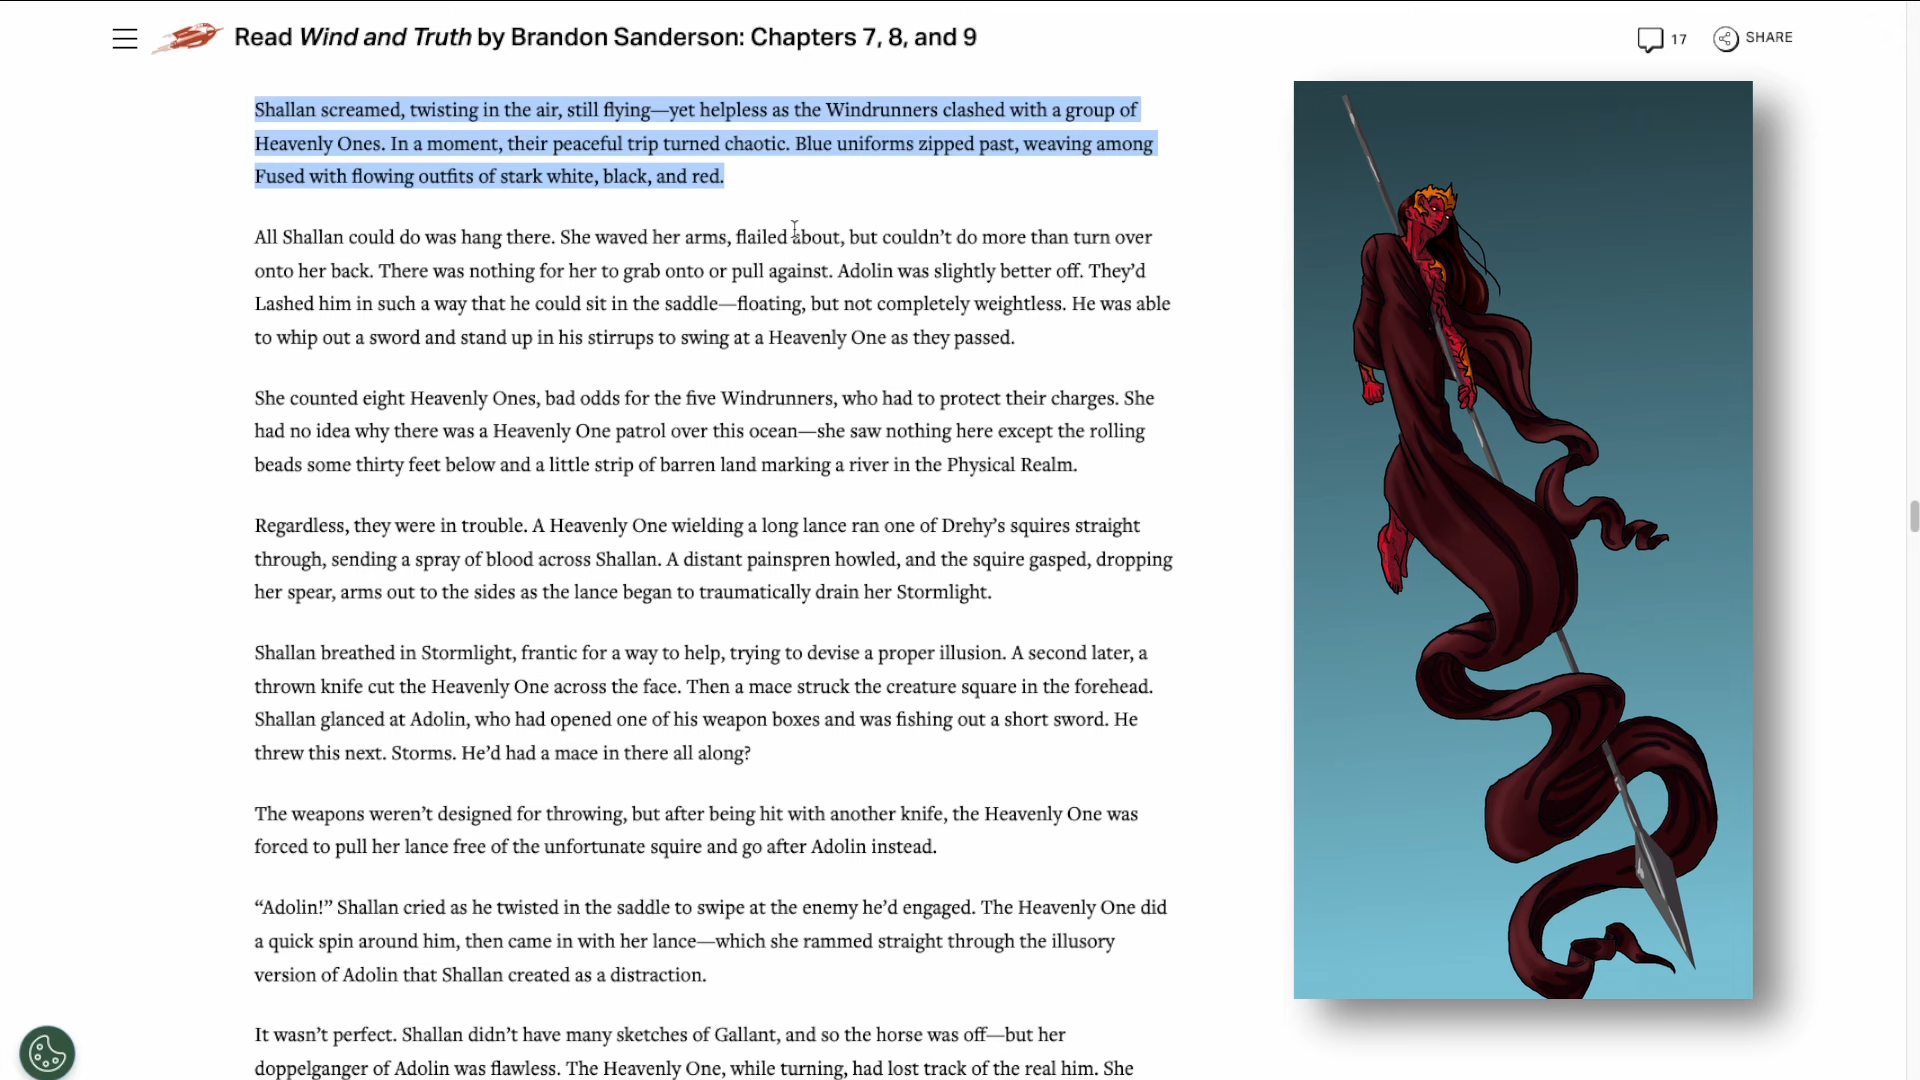 Read Wind and Truth by Brandon Sanderson: Chapters 7, 8, and 9
17
SHARE
Shallan screamed, twisting in the air, still flying—yet helpless as the Windrunners clashed with a group of
Heavenly Ones. In a moment, their peaceful trip turned chaotic. Blue uniforms zipped past, weaving among
Fused with flowing outfits of stark white, black, and red.
All Shallan could do was hang there. She waved her arms, flailed about, but couldn’t do more than turn over
onto her back. There was nothing for her to grab onto or pull against. Adolin was slightly better off. They’d
Lashed him in such a way that he could sit in the saddle—floating, but not completely weightless. He was able
to whip out a sword and stand up in his stirrups to swing at a Heavenly One as they passed.
She counted eight Heavenly Ones, bad odds for the five Windrunners, who had to protect their charges. She
had no idea why there was a Heavenly One patrol over this ocean—she saw nothing here except the rolling
beads some thirty feet below and a little strip of barren land marking a river in the Physical Realm.
Regardless, they were in trouble. A Heavenly One wielding a long lance ran one of Drehy’s squires straight
through, sending a spray of blood across Shallan. A distant painspren howled, and the squire gasped, dropping
her spear, arms out to the sides as the lance began to traumatically drain her Stormlight.
Shallan breathed in Stormlight, frantic for a way to help, trying to devise a proper illusion. A second later, a
thrown knife cut the Heavenly One across the face. Then a mace struck the creature square in the forehead.
Shallan glanced at Adolin, who had opened one of his weapon boxes and was fishing out a short sword. He
threw this next. Storms. He’d had a mace in there all along?
The weapons weren’t designed for throwing, but after being hit with another knife, the Heavenly One was
forced to pull her lance free of the unfortunate squire and go after Adolin instead.
“Adolin!” Shallan cried as he twisted in the saddle to swipe at the enemy he’d engaged. The Heavenly One did
a quick spin around him, then came in with her lance—which she rammed straight through the illusory
version of Adolin that Shallan created as a distraction.
It wasn’t perfect. Shallan didn’t have many sketches of Gallant, and so the horse was off—but her
doppelganger of Adolin was flawless. The Heavenly One, while turning, had lost track of the real him. She